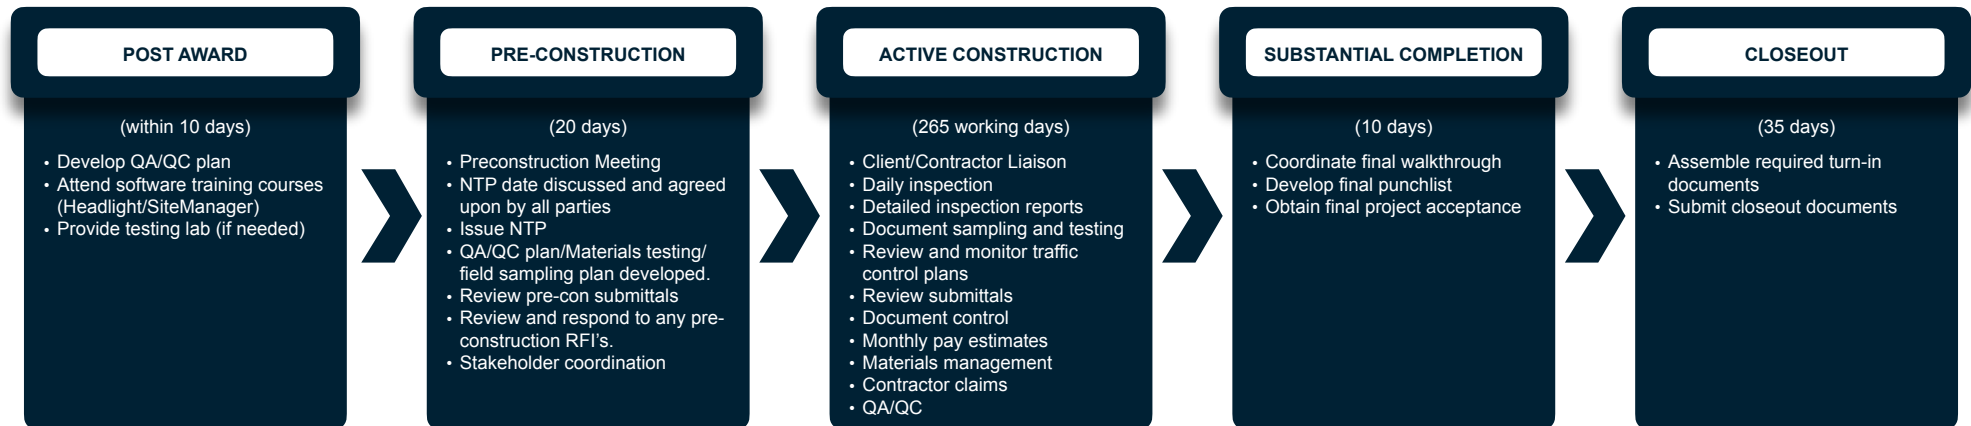 POST AWARD
(within 10 days)
• Develop QA/QC plan
• Attend software training courses
(Headlight/SiteManager)
• Provide testing lab (if needed)
PRE-CONSTRUCTION
(20 days)
• Preconstruction Meeting
• NTP date discussed and agreed
upon by all parties
• Issue NTP
• QA/QC plan/Materials testing/
field sampling plan developed.
• Review pre-con submittals
• Review and respond to any pre-
construction RFI's.
• Stakeholder coordination
ACTIVE CONSTRUCTION
(265 working days)
• Client/Contractor Liaison
• Daily inspection
• Detailed inspection reports
• Document sampling and testing
• Review and monitor traffic
control plans
• Review submittals
• Document control
• Monthly pay estimates
• Materials management
• Contractor claims
• QA/QC
SUBSTANTIAL COMPLETION
(10 days)
• Coordinate final walkthrough
• Develop final punchlist
• Obtain final project acceptance
CLOSEOUT
(35 days)
• Assemble required turn-in
documents
• Submit closeout documents